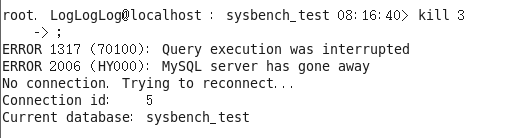 root. LogLogLog@localhost : sysbench_test 08:16:40> kill 3
-> ;
ERROR 1317 (70100): Query execution was interrupted
ERROR 2006 (HY000): MySQL server has gone away
No connection. Trying to reconnect...
Connection id: 5
Current database: sysbench_test